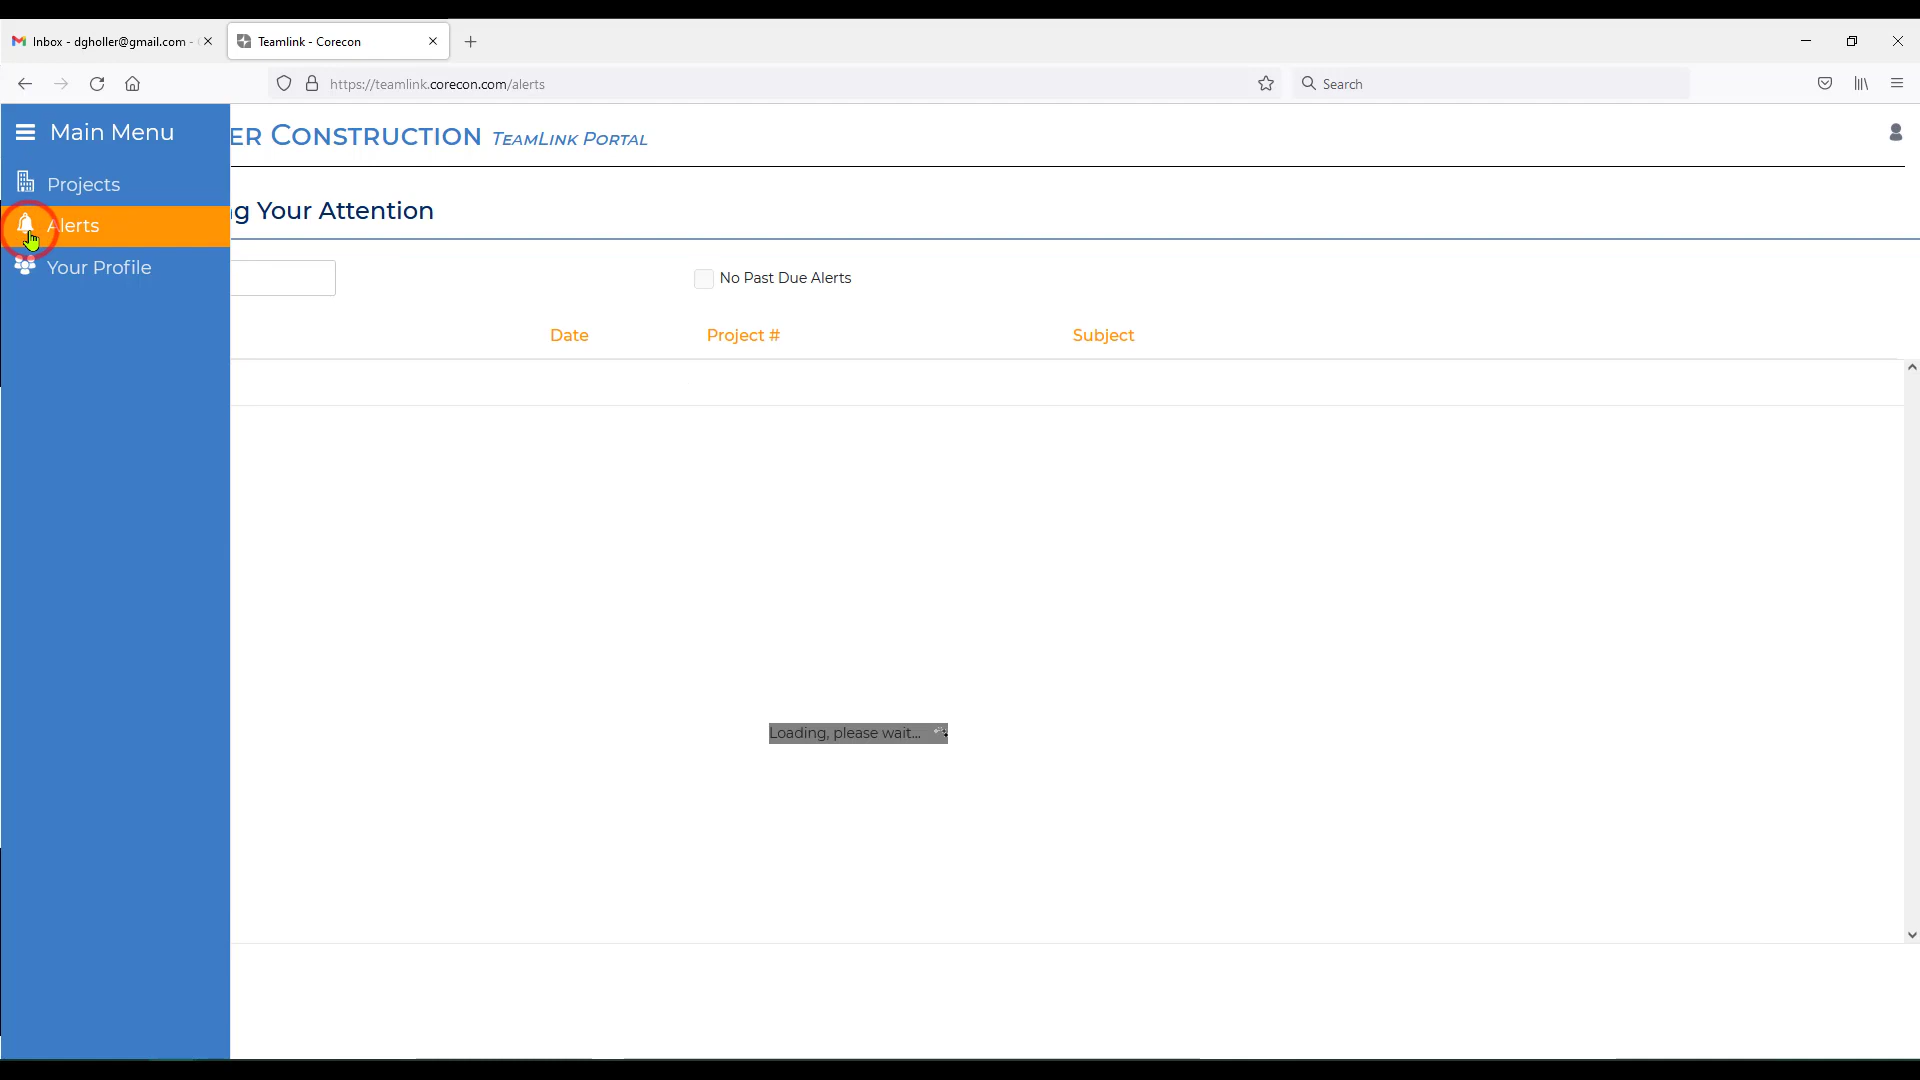 Inbox - dgholler@gmail.com -
Teamlink - Corecon
https://teamlink.corecon.com/alerts
Search
Main Menu
ER CONSTRUCTION TEAMLINK PORTAL
Projects
g Your Attention
Alerts
Your Profile
No Past Due Alerts
Date Project # Subject
Loading, please wait...